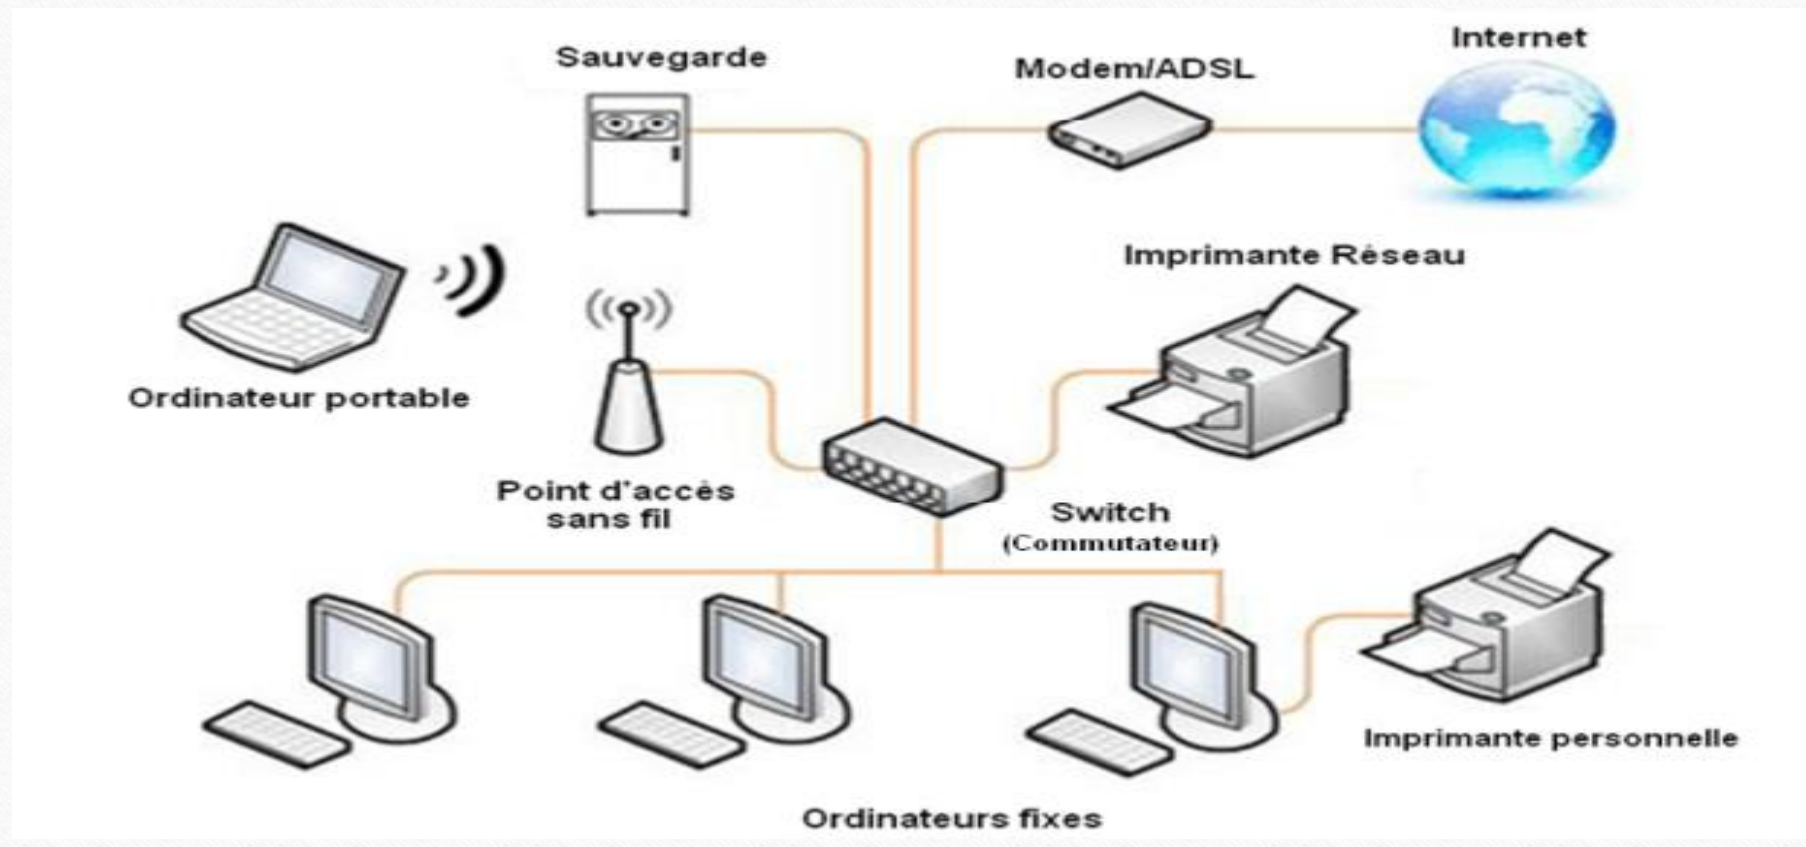 Internet
Sauvegarde
Modem/ADSL
Imprimante Réseau
Ordinateur portable
Point d'accès
sans fil
Switch
(Commutateur)
Imprimante personnelle
Ordinateurs fixes